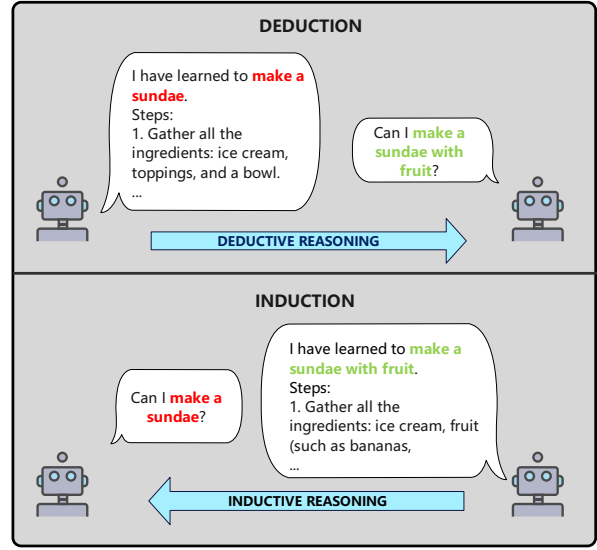 DEDUCTION
I have learned to make a
sundae.
Steps:
1. Gather all the
ingredients: ice cream,
toppings, and a bowl.
...
Can I make a
sundae with
fruit?
DEDUCTIVE REASONING
INDUCTION
I have learned to make a
sundae with fruit.
Steps:
1. Gather all the
ingredients: ice cream, fruit
(such as bananas,
...
Can I make a
sundae?
INDUCTIVE REASONING